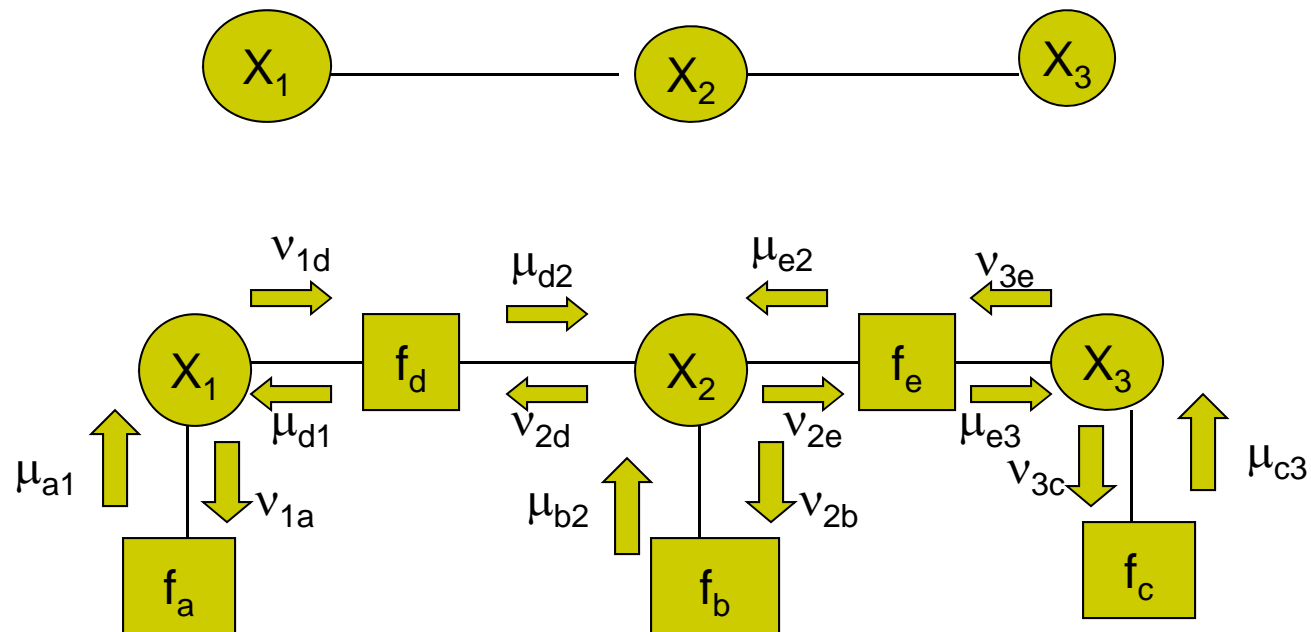 X₁ X₂ X₃
ν₁d μd2 μe2 ν3e
X₁ fd X₂ fe X₃
μd1 ν2d ν2e μe3
μa1 ν1a μb2 ν2b ν3c μc3
fa fb fc